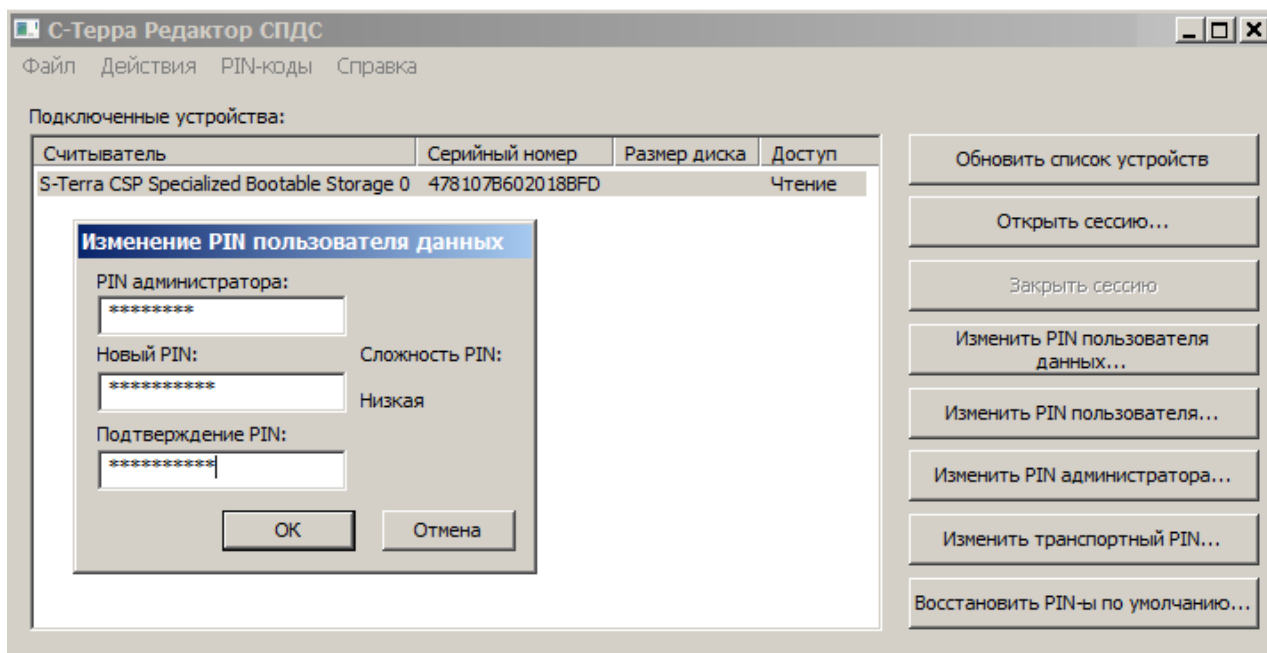 С-Терра Редактор СПДС
Файл Действия PIN-коды Справка
Подключенные устройства:
Считыватель Серийный номер Размер диска Доступ
S-Terra CSP Specialized Bootable Storage 0 478107B602018BFD Чтение
Изменение PIN пользователя данных
PIN администратора:
********
Новый PIN: Сложность PIN:
**********
Низкая
Подтверждение PIN:
**********
OK Отмена
Обновить список устройств
Открыть сессию...
Закрыть сессию
Изменить PIN пользователя
данных...
Изменить PIN пользователя...
Изменить PIN администратора...
Изменить транспортный PIN...
Восстановить PIN-ы по умолчанию...